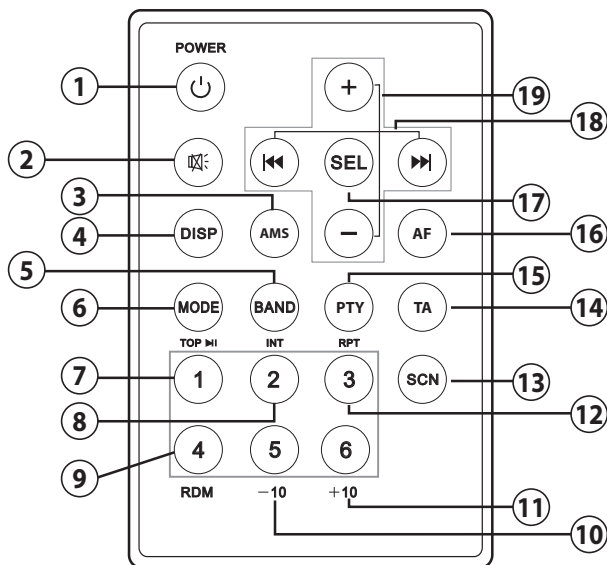 POWER
1
+
19
18
2
SEL
3
17
4
DISP
AMS
−
AF
16
5
15
6
MODE
BAND
PTY
TA
14
TOP
INT
RPT
7
1
2
3
SCN
13
8
12
9
4
5
6
RDM
−10
+10
11
10